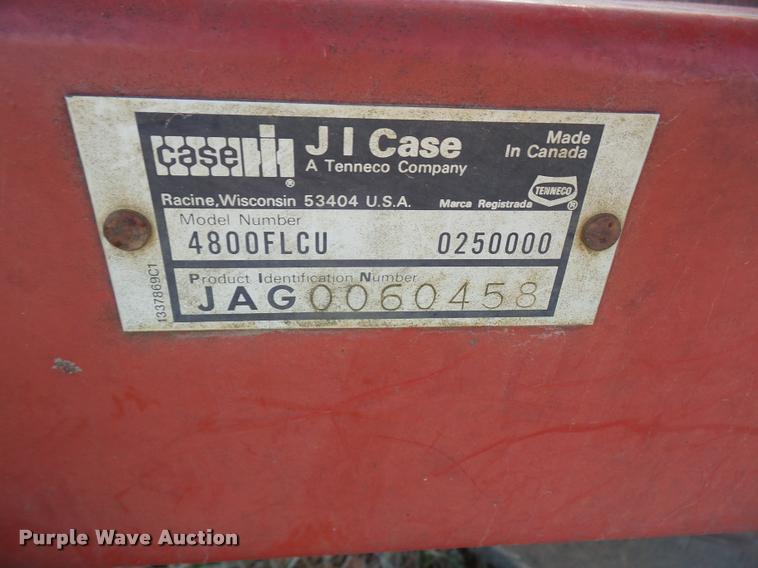 case IH ®
J I Case
A Tenneco Company
Made
In Canada
Racine, Wisconsin 53404 U.S.A.
Marca Registrada
TENNECO ®
Model Number
4800FLCU 0250000
Product Identification Number
JAG0060458
1337869C1
Purple Wave Auction®